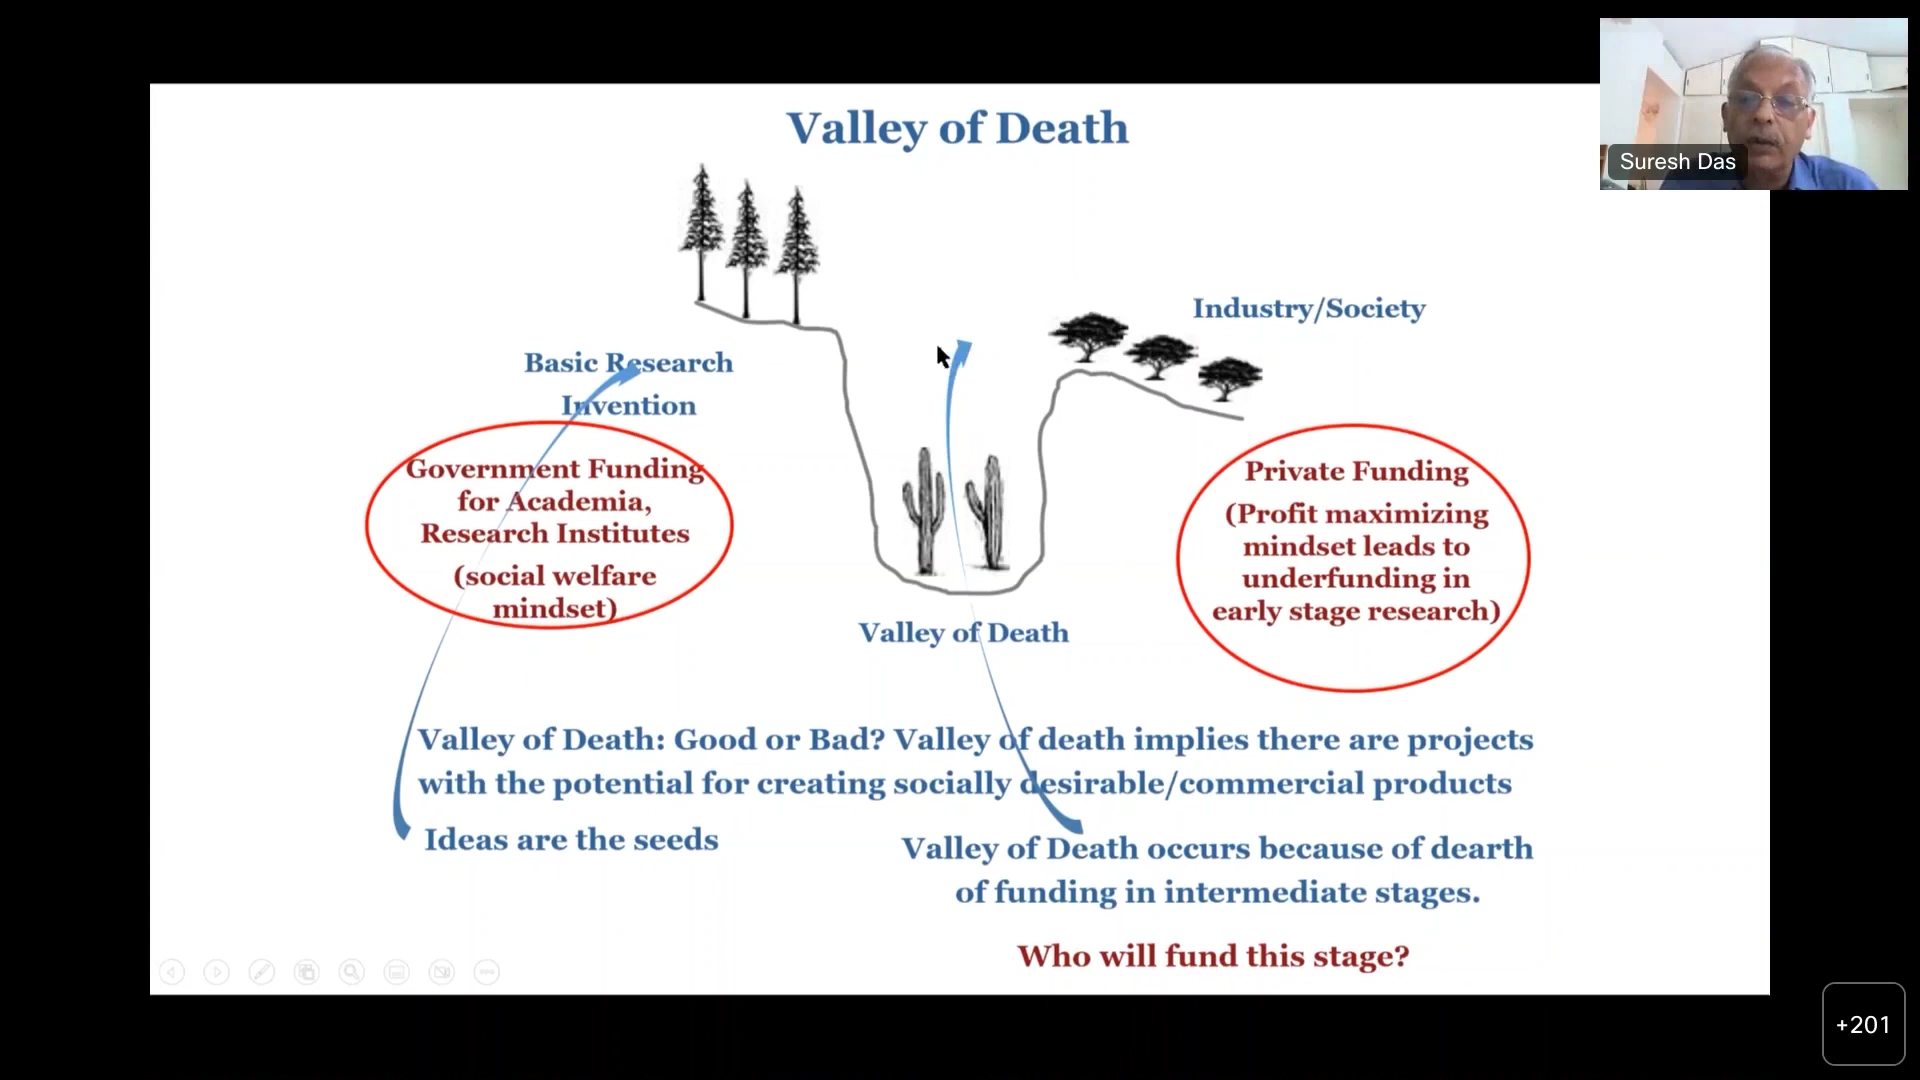 Valley of Death
Suresh Das
Industry/Society
Basic Research
Invention
Government Funding
for Academia,
Research Institutes
(social welfare
mindset)
Private Funding
(Profit maximizing
mindset leads to
underfunding in
early stage research)
Valley of Death
Valley of Death: Good or Bad? Valley of death implies there are projects
with the potential for creating socially desirable/commercial products
Ideas are the seeds
Valley of Death occurs because of dearth
of funding in intermediate stages.
Who will fund this stage?
+201